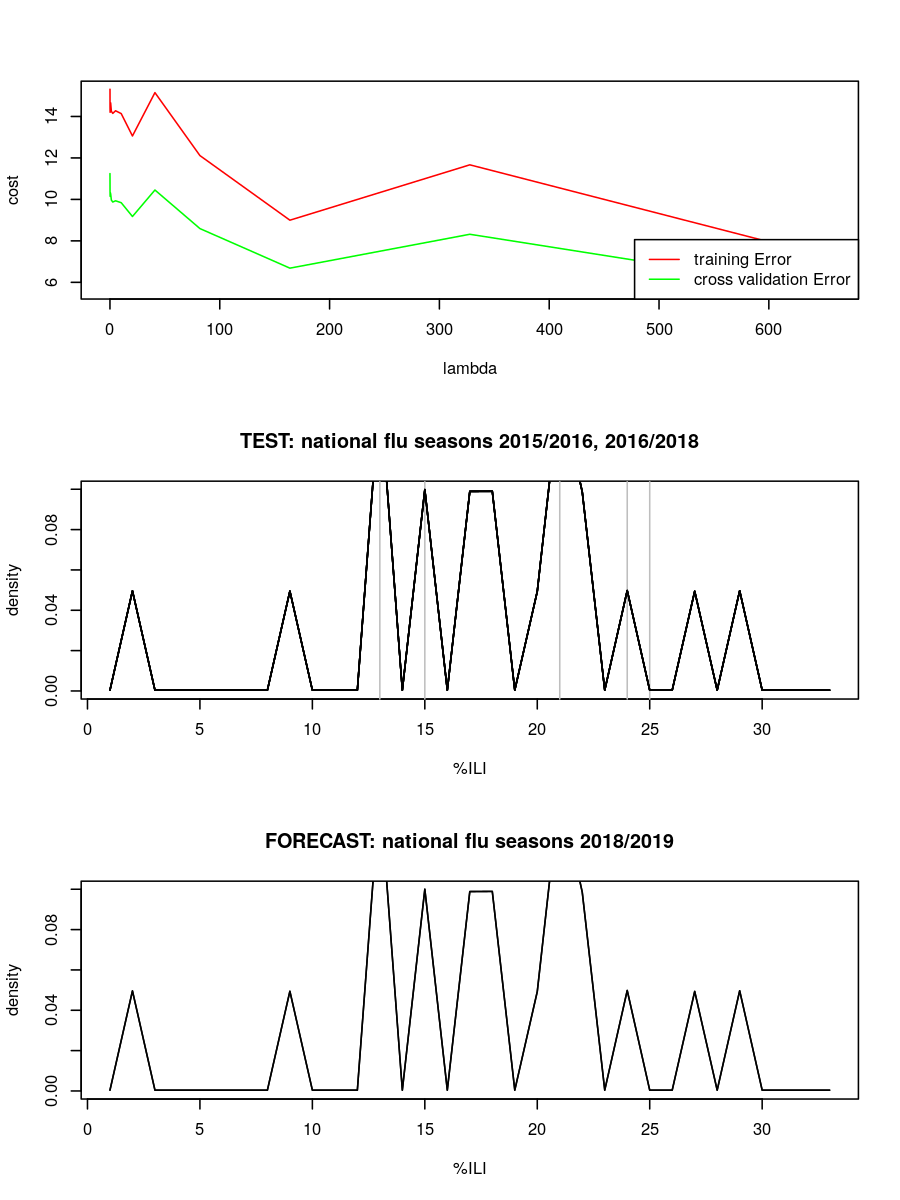 14
12
10
8
6
cost
training Error
cross validation Error
0 100 200 300 400 500 600
lambda
TEST: national flu seasons 2015/2016, 2016/2018
0.08
0.04
0.00
density
0 5 10 15 20 25 30
%ILI
FORECAST: national flu seasons 2018/2019
0.08
0.04
0.00
density
0 5 10 15 20 25 30
%ILI